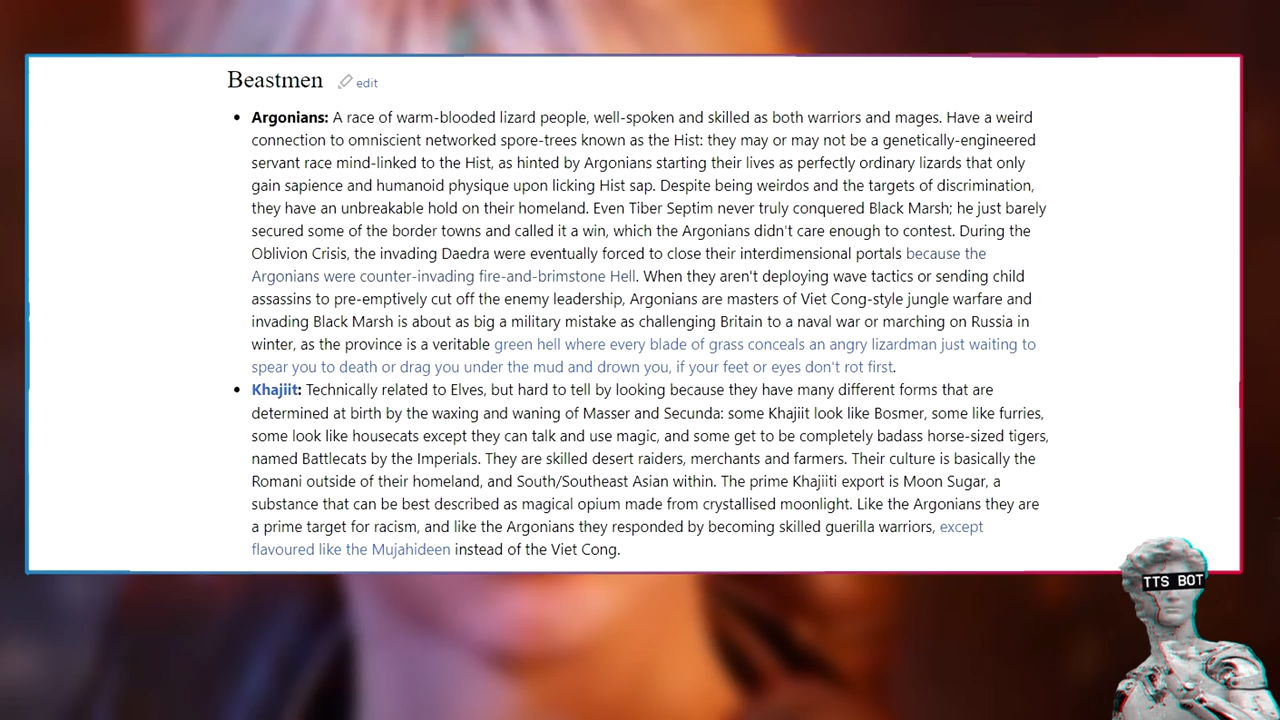 Beastmen edit
Argonians: A race of warm-blooded lizard people, well-spoken and skilled as both warriors and mages. Have a weird
connection to omniscient networked spore-trees known as the Hist: they may or may not be a genetically-engineered
servant race mind-linked to the Hist, as hinted by Argonians starting their lives as perfectly ordinary lizards that only
gain sapience and humanoid physique upon licking Hist sap. Despite being weirdos and the targets of discrimination,
they have an unbreakable hold on their homeland. Even Tiber Septim never truly conquered Black Marsh; he just barely
secured some of the border towns and called it a win, which the Argonians didn't care enough to contest. During the
Oblivion Crisis, the invading Daedra were eventually forced to close their interdimensional portals because the
Argonians were counter-invading fire-and-brimstone Hell. When they aren't deploying wave tactics or sending child
assassins to pre-emptively cut off the enemy leadership, Argonians are masters of Viet Cong-style jungle warfare and
invading Black Marsh is about as big a military mistake as challenging Britain to a naval war or marching on Russia in
winter, as the province is a veritable green hell where every blade of grass conceals an angry lizardman just waiting to
spear you to death or drag you under the mud and drown you, if your feet or eyes don't rot first.
Khajiit: Technically related to Elves, but hard to tell by looking because they have many different forms that are
determined at birth by the waxing and waning of Masser and Secunda: some Khajiit look like Bosmer, some like furries,
some look like housecats except they can talk and use magic, and some get to be completely badass horse-sized tigers,
named Battlecats by the Imperials. They are skilled desert raiders, merchants and farmers. Their culture is basically the
Romani outside of their homeland, and South/Southeast Asian within. The prime Khajiiti export is Moon Sugar, a
substance that can be best described as magical opium made from crystallised moonlight. Like the Argonians they are
a prime target for racism, and like the Argonians they responded by becoming skilled guerilla warriors, except
flavoured like the Mujahideen instead of the Viet Cong.
TTS BOT